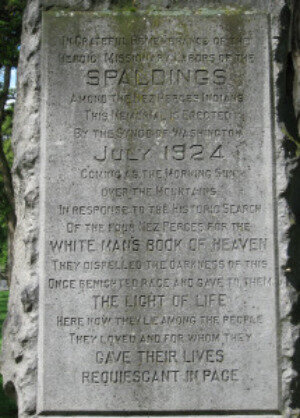 IN GRATEFUL REMEMBRANCE OF THE
HEROIC MISSIONARY LABORS OF THE
SPALDINGS
AMONG THE NEZ PERCES INDIANS
THIS MEMORIAL IS ERECTED
BY THE SYNOD OF WASHINGTON
JULY 1924
COMING AS THE MORNING SUN
OVER THE MOUNTAINS
IN RESPONSE TO THE HISTORIC SEARCH
OF THE FOUR NEZ PERCES FOR THE
WHITE MAN'S BOOK OF HEAVEN
THEY DISPELLED THE DARKNESS OF THIS
ONCE BENIGHTED RACE AND GAVE TO THEM
THE LIGHT OF LIFE
HERE NOW THEY LIE AMONG THE PEOPLE
THEY LOVED AND FOR WHOM THEY
GAVE THEIR LIVES
REQUIESCANT IN PACE